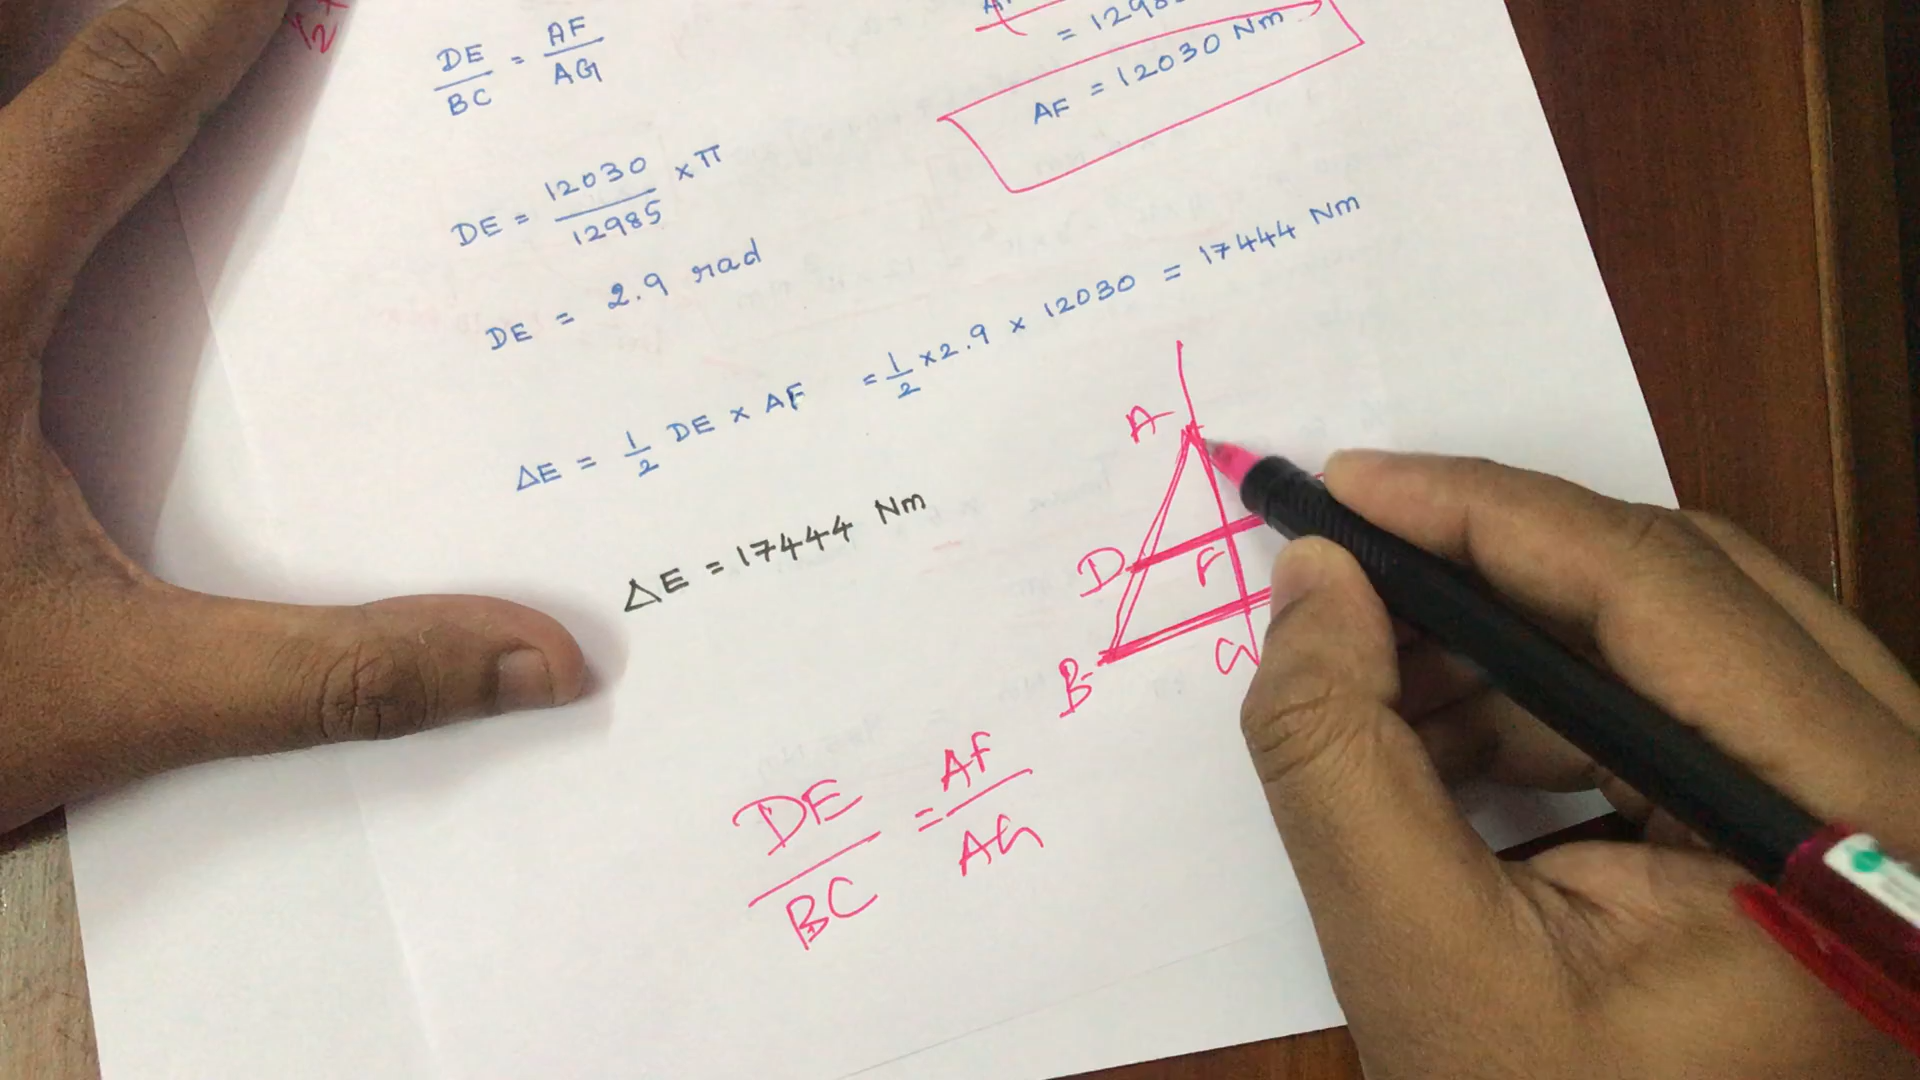 DE/BC = AF/AG
= 1298
AF = 12030 Nm
DE = 12030/12985 × π
DE = 2.9 rad
ΔE = 1/2 DE × AF = 1/2 × 2.9 × 12030 = 17444 Nm
ΔE = 17444 Nm
A
D
F
B
G
DE/BC = AF/AG